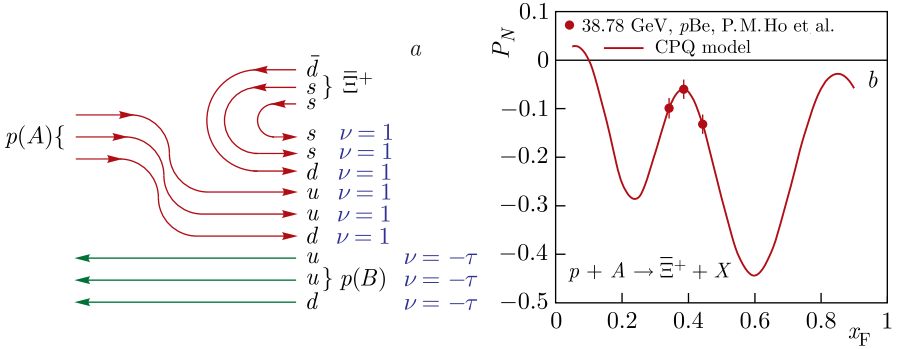 a
d̄
s } Ξ̄⁺
s
p(A){
s ν = 1
s ν = 1
d ν = 1
u ν = 1
u ν = 1
d ν = 1
u ν = −τ
u } p(B) ν = −τ
d ν = −τ
P_N
0.1
0
−0.1
−0.2
−0.3
−0.4
−0.5
38.78 GeV, pBe, P.M.Ho et al.
CPQ model
b
p + A → Ξ̄⁺ + X
0 0.2 0.4 0.6 0.8 1
x_F